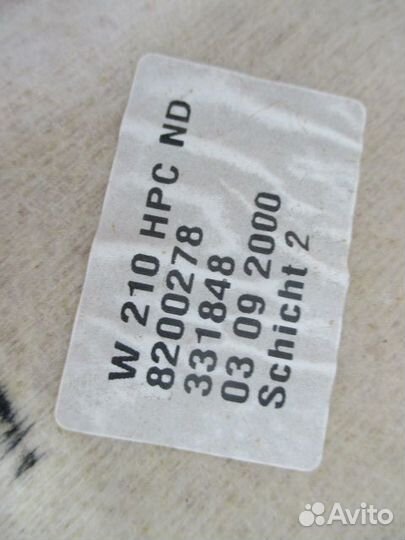 W 210 HPC ND
8200278
331848
03 09 2000
Schicht 2
Avito